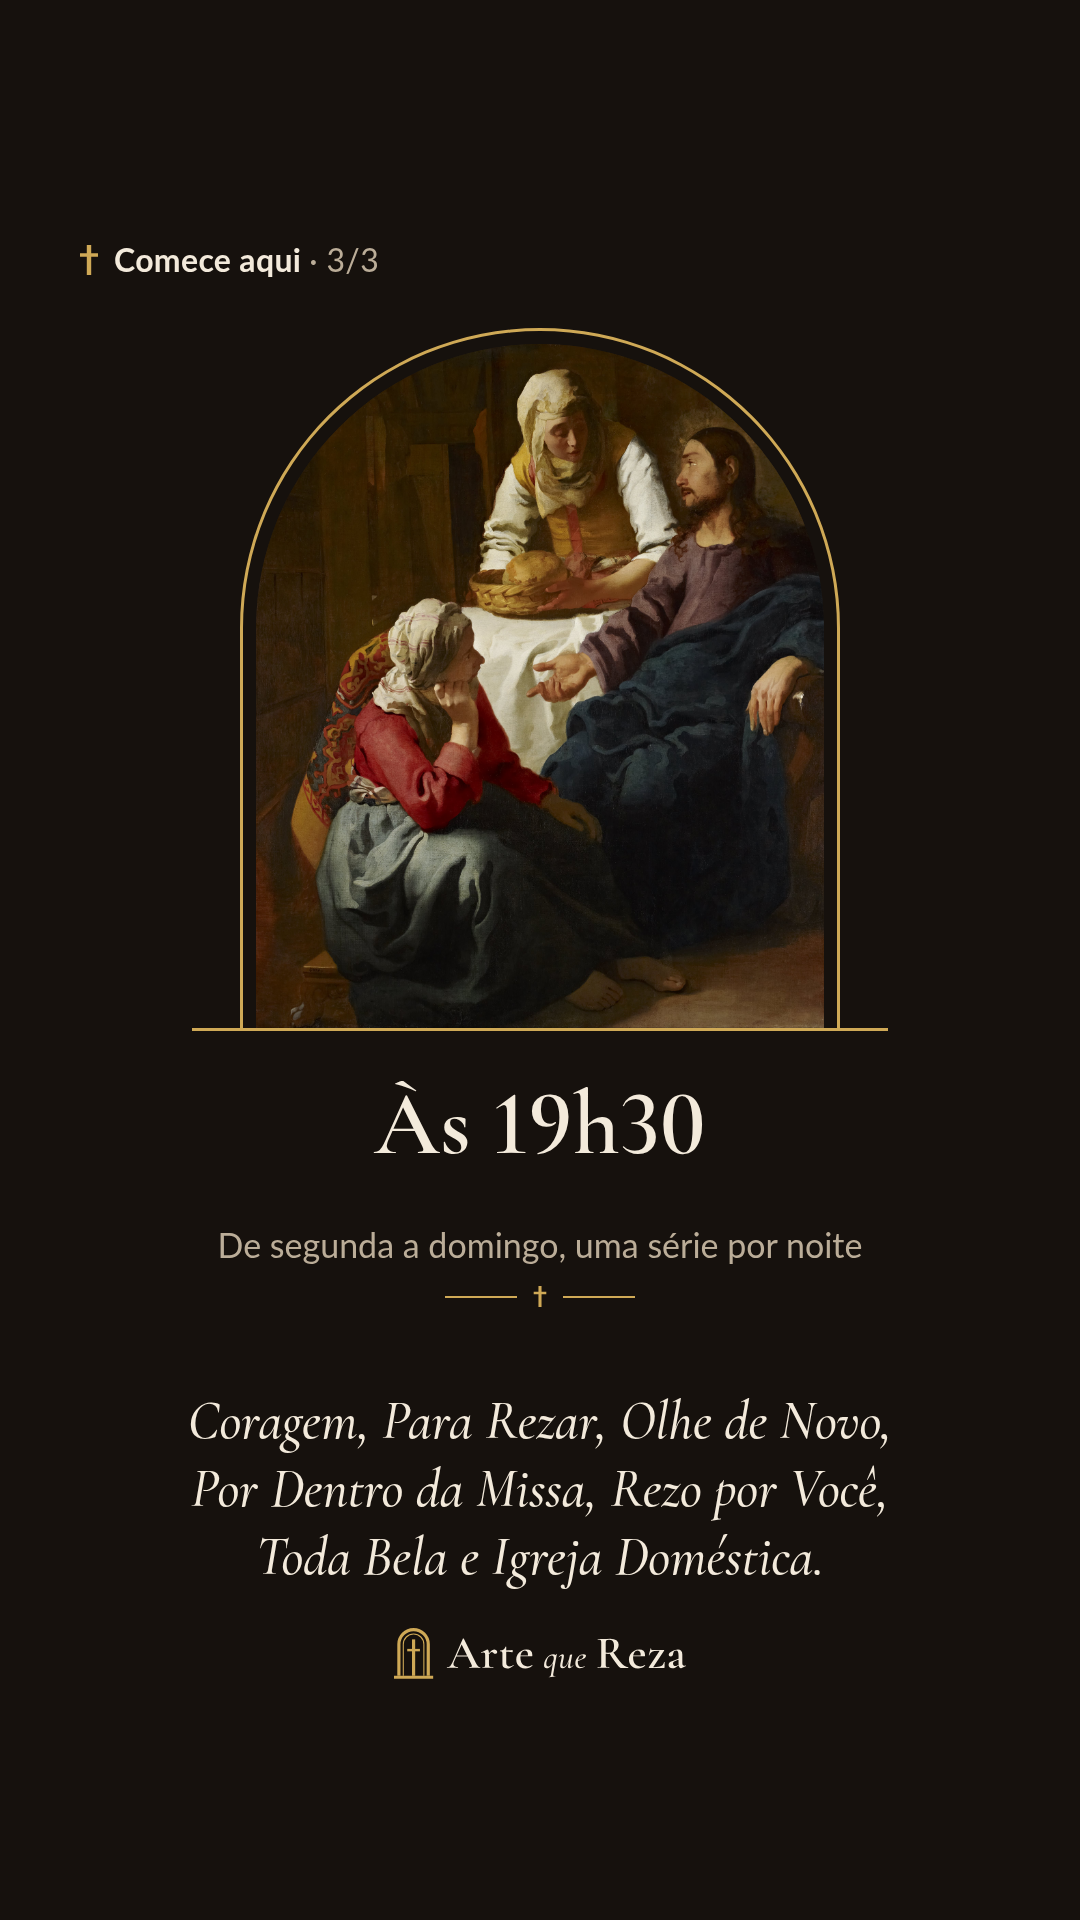 Comece aqui · 3/3
Às 19h30
De segunda a domingo, uma série por noite
Coragem, Para Rezar, Olhe de Novo,
Por Dentro da Missa, Rezo por Você,
Toda Bela e Igreja Doméstica.
Arte que Reza